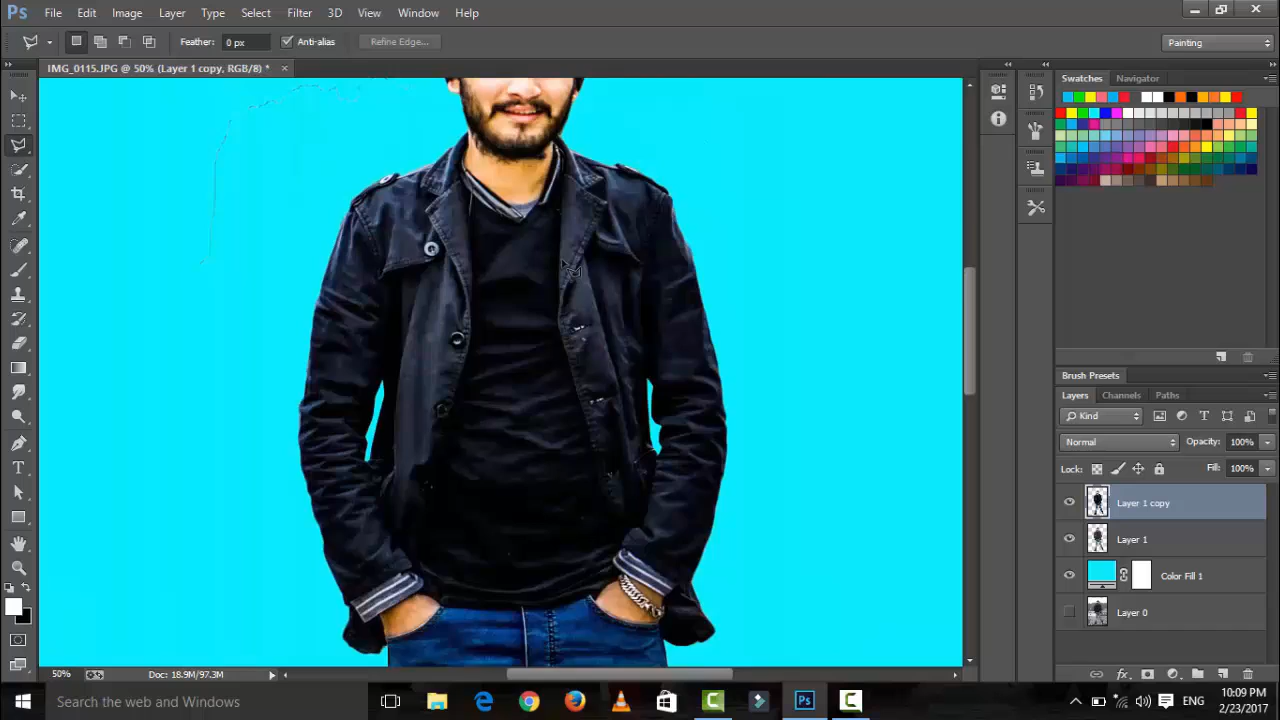 Ps File Edit Image Layer Type Select Filter 3D View Window Help
Feather: 0 px Anti-alias Refine Edge... Painting
IMG_0115.JPG @ 50% (Layer 1 copy, RGB/8) * ×
Swatches Navigator
Brush Presets
Layers Channels Paths
Kind
Normal Opacity: 100%
Lock: Fill: 100%
Layer 1 copy
Layer 1
Color Fill 1
Layer 0
50% Doc: 18.9M/97.3M
Search the web and Windows
ENG
10:09 PM
2/23/2017